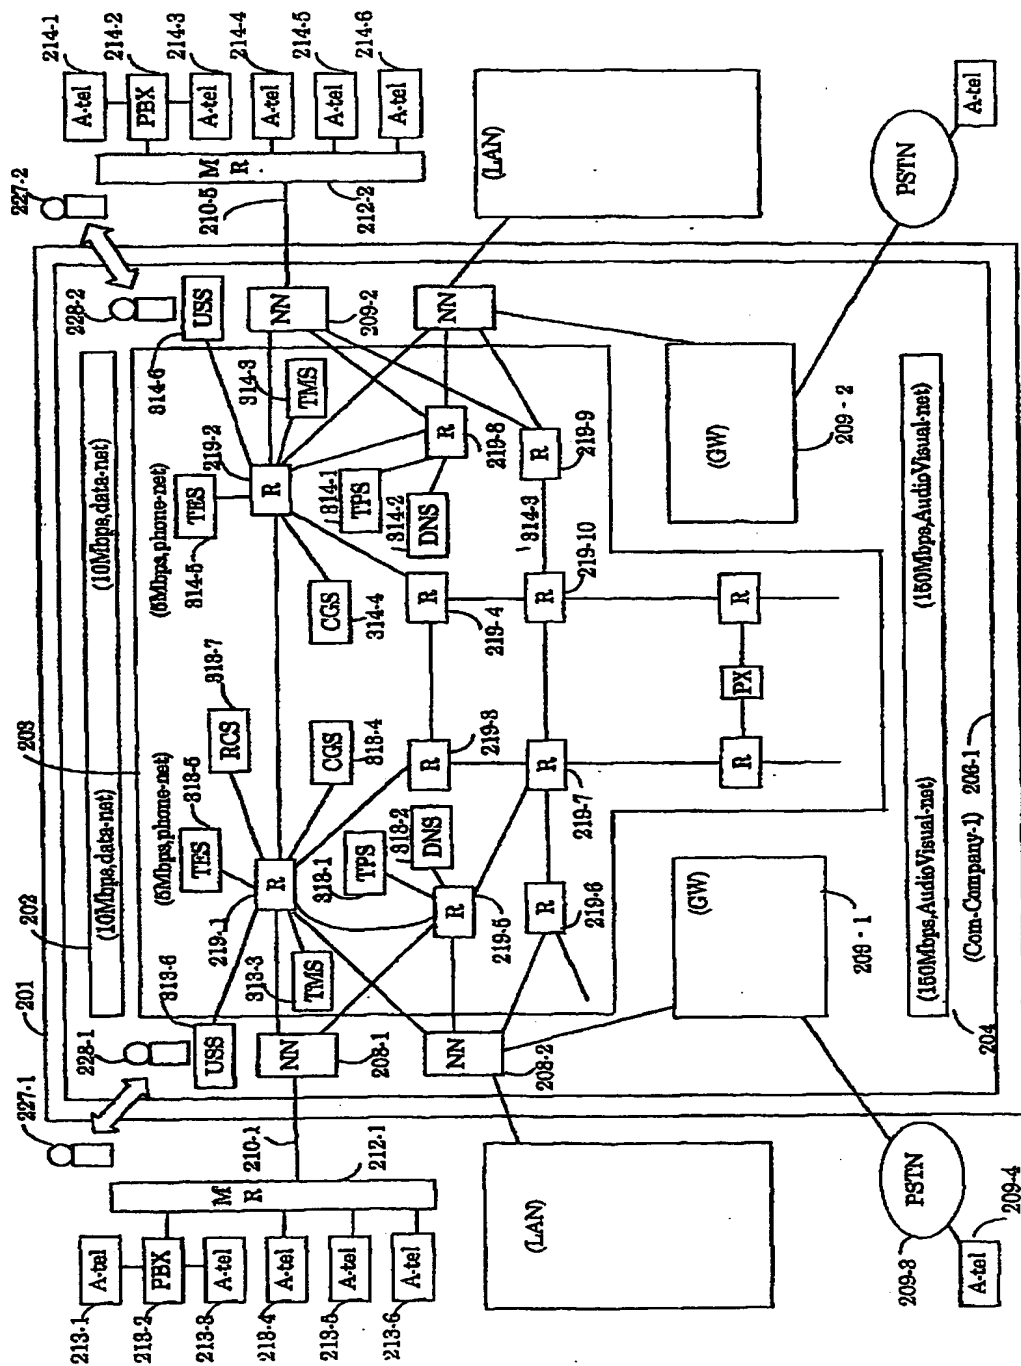 213-1
A-tel
213-2
PBX
213-3
A-tel
213-4
A-tel
213-5
A-tel
213-6
A-tel
M R
212-1
210-1
227-1
228-1
201
202
203
(10Mbps,data-net)
(10Mbps,data-net)
228-2
227-2
214-1
A-tel
214-2
PBX
214-3
A-tel
214-4
A-tel
214-5
A-tel
214-6
A-tel
M R
212-2
210-5
313-6
USS
219-1
(5Mbps,phone-net)
313-5
TES
313-7
RCS
R
313-3
TMS
CGS
313-4
NN
208-1
313-1
TPS
313-2
DNS
R
219-5
R
219-3
NN
208-2
R
219-6
R
219-7
(5Mbps,phone-net)
314-5
TES
219-2
R
314-6
USS
314-3
TMS
CGS
314-4
NN
209-2
314-1
TPS
314-2
DNS
R
219-8
R
219-4
NN
R
219-9
314-3
R
219-10
R
PX
R
(LAN)
(LAN)
(GW)
209-1
(GW)
209-2
PSTN
209-3
A-tel
209-4
PSTN
A-tel
(150Mbps,AudioVisual-net)
(150Mbps,AudioVisual-net)
204
(Com-Company-1)
206-1